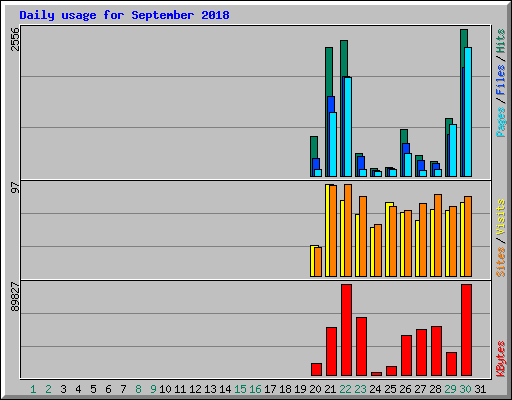 Daily usage for September 2018
2556
Pages / Files / Hits
97
Sites / Visits
89827
KBytes
1 2 3 4 5 6 7 8 9 10 11 12 13 14 15 16 17 18 19 20 21 22 23 24 25 26 27 28 29 30 31